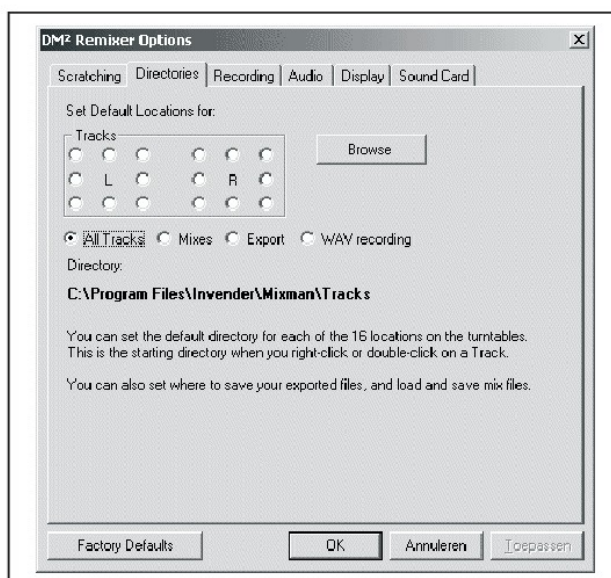 DM² Remixer Options
Scratching Directories Recording Audio Display Sound Card
Set Default Locations for:
Tracks
Browse
L R
All Tracks Mixes Export WAV recording
Directory:
C:\Program Files\Invender\Mixman\Tracks
You can set the default directory for each of the 16 locations on the turntables.
This is the starting directory when you right-click or double-click on a Track.
You can also set where to save your exported files, and load and save mix files.
Factory Defaults OK Annuleren Toepassen